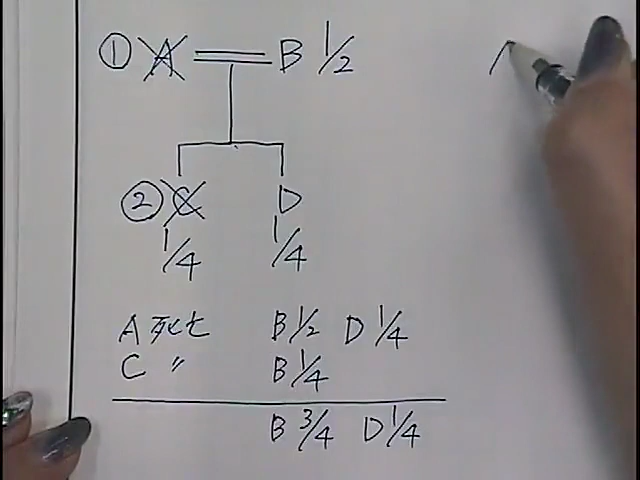 ① A B 1/2
② C D
1/4 1/4
A 死亡 B 1/2 D 1/4
C 〃 B 1/4
B 3/4 D 1/4